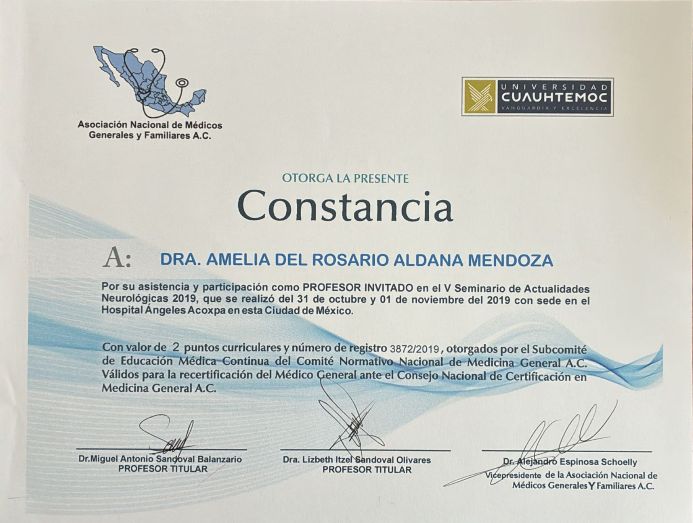 Asociación Nacional de Médicos
Generales y Familiares A.C.
UNIVERSIDAD
CUAUHTEMOC
VANGUARDIA Y EXCELENCIA
OTORGA LA PRESENTE
Constancia
A: DRA. AMELIA DEL ROSARIO ALDANA MENDOZA
Por su asistencia y participación como PROFESOR INVITADO en el V Seminario de Actualidades
Neurológicas 2019, que se realizó del 31 de octubre y 01 de noviembre del 2019 con sede en el
Hospital Ángeles Acoxpa en esta Ciudad de México.
Con valor de 2 puntos curriculares y número de registro 3872/2019, otorgados por el Subcomité
de Educación Médica Continua del Comité Normativo Nacional de Medicina General A.C.
Válidos para la recertificación del Médico General ante el Consejo Nacional de Certificación en
Medicina General A.C.
Dr.Miguel Antonio Sandoval Balanzario
PROFESOR TITULAR
Dra. Lizbeth Itzel Sandoval Olivares
PROFESOR TITULAR
Dr. Alejandro Espinosa Schoelly
Vicepresidente de la Asociación Nacional de
Médicos Generales Y Familiares A.C.